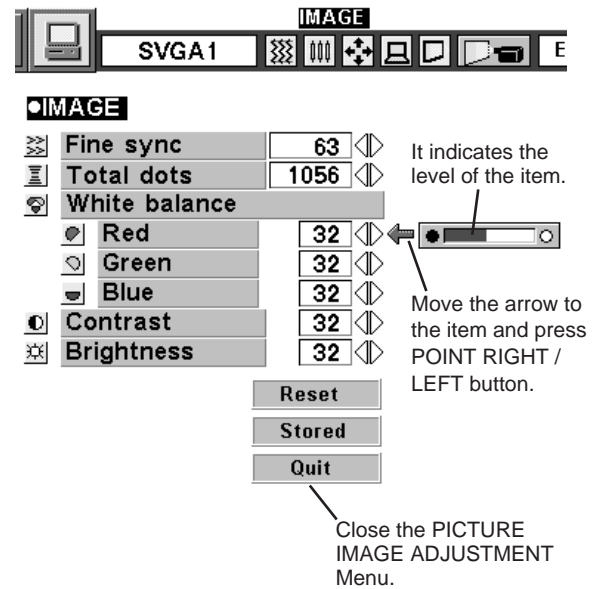 IMAGE
SVGA1
E
●IMAGE
Fine sync 63
Total dots 1056
White balance
Red 32
Green 32
Blue 32
Contrast 32
Brightness 32
It indicates the
level of the item.
Move the arrow to
the item and press
POINT RIGHT /
LEFT button.
Reset
Stored
Quit
Close the PICTURE
IMAGE ADJUSTMENT
Menu.